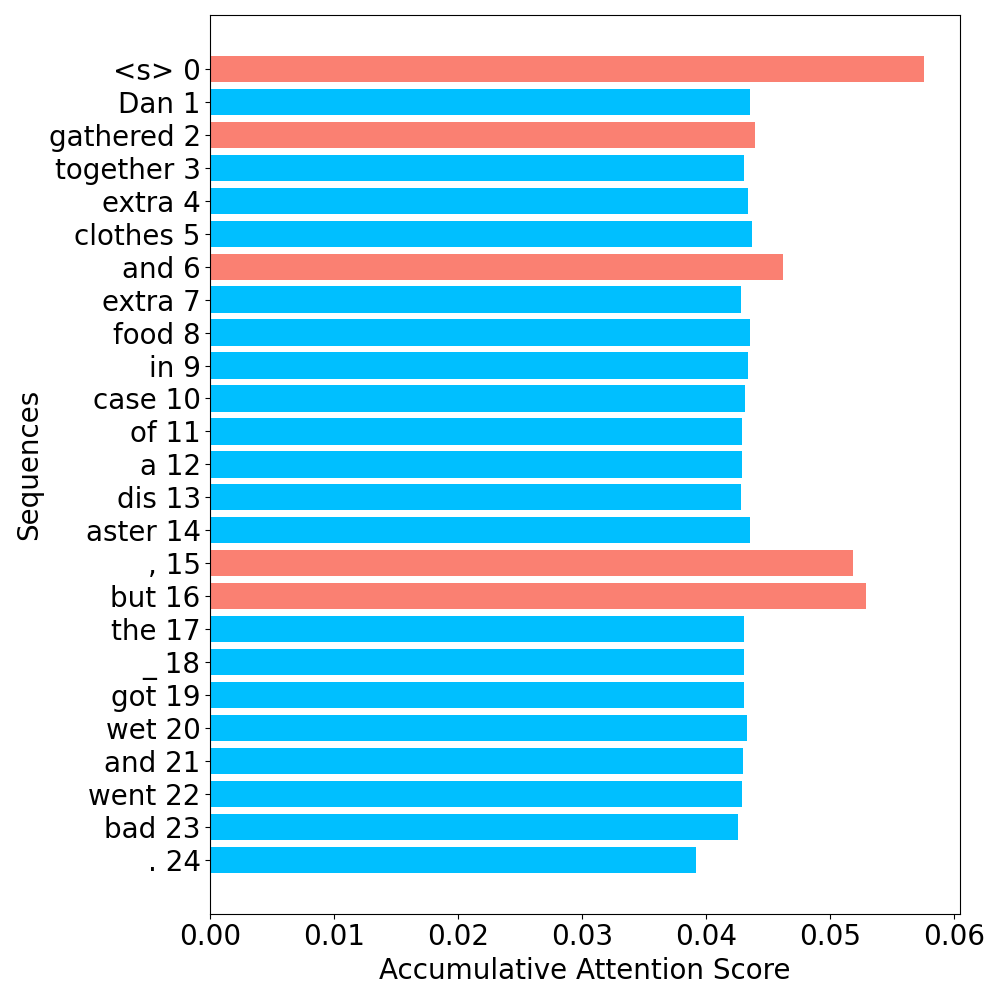 <s> 0
Dan 1
gathered 2
together 3
extra 4
clothes 5
and 6
extra 7
food 8
in 9
case 10
of 11
a 12
dis 13
aster 14
, 15
but 16
the 17
_ 18
got 19
wet 20
and 21
went 22
bad 23
. 24
Sequences
0.00 0.01 0.02 0.03 0.04 0.05 0.06
Accumulative Attention Score